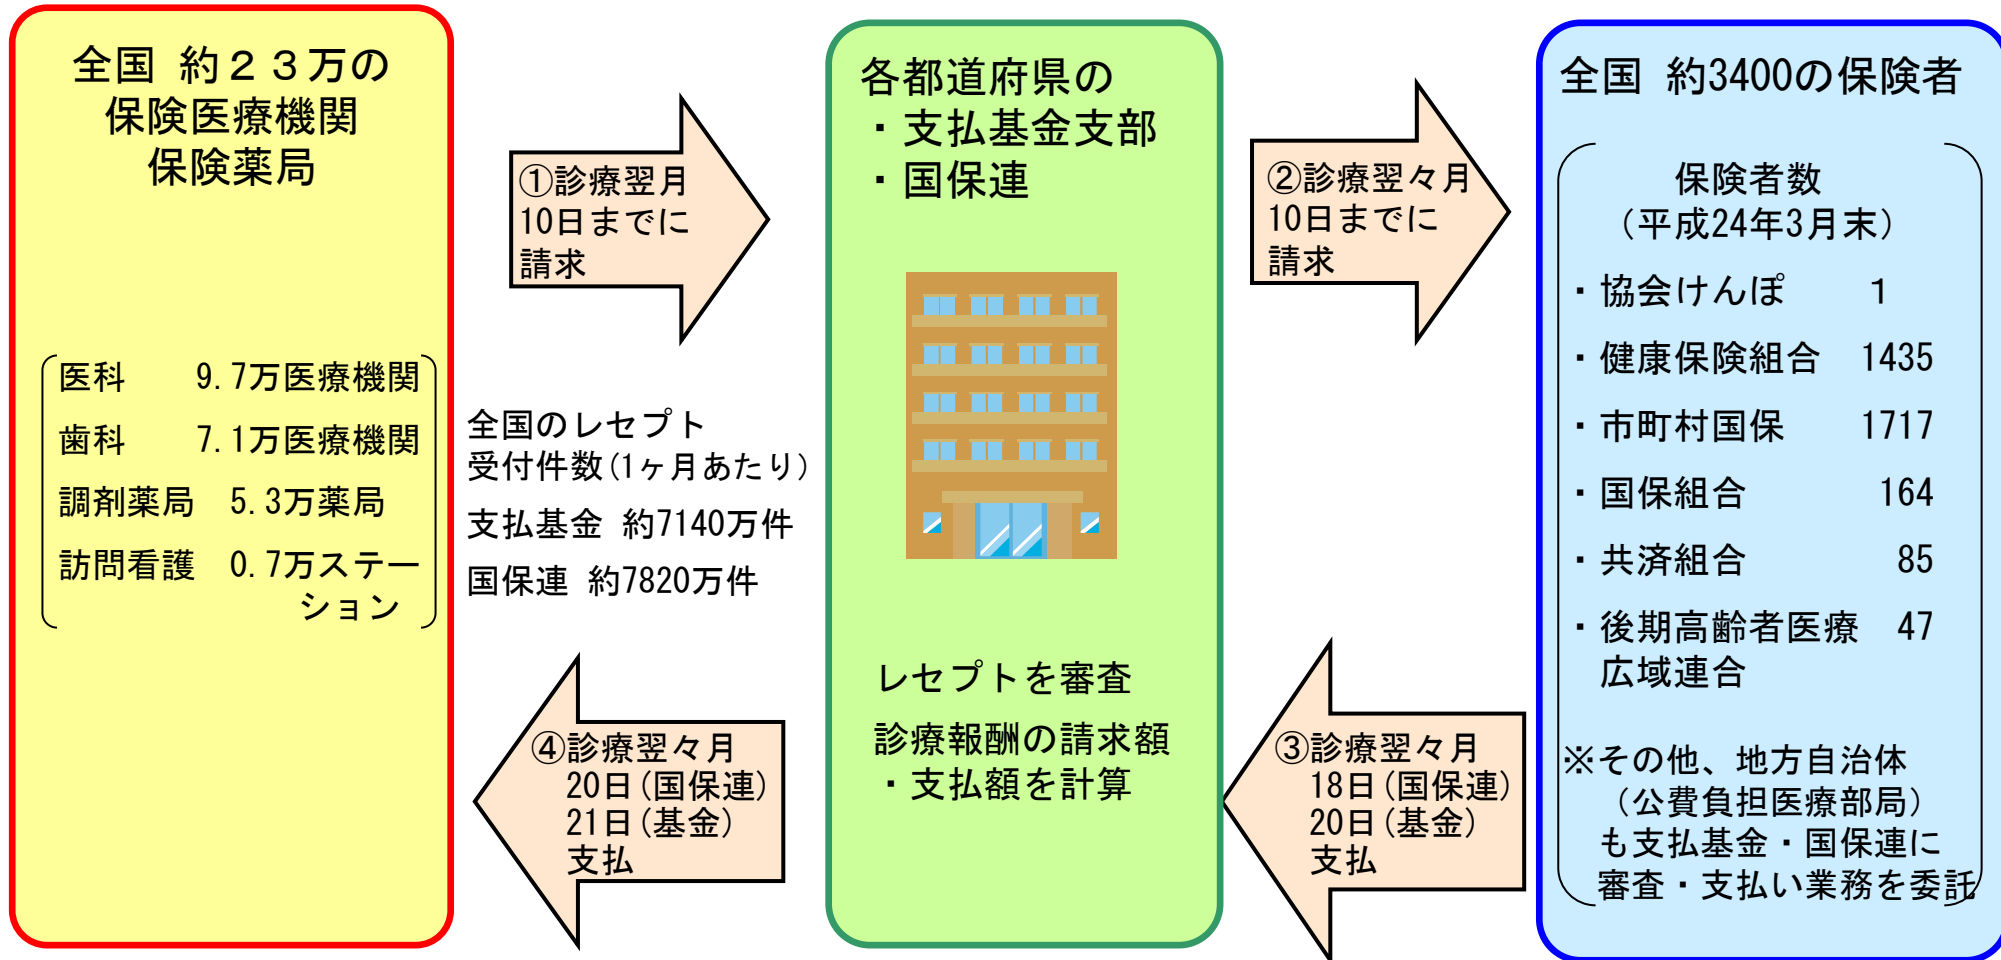 全国 約２３万の
保険医療機関
保険薬局
医科 9.7万医療機関
歯科 7.1万医療機関
調剤薬局 5.3万薬局
訪問看護 0.7万ステー
ション
①診療翌月
10日までに
請求
全国のレセプト
受付件数(1ヶ月あたり)
支払基金 約7140万件
国保連 約7820万件
④診療翌々月
20日(国保連)
21日(基金)
支払
各都道府県の
・支払基金支部
・国保連
レセプトを審査
診療報酬の請求額
・支払額を計算
②診療翌々月
10日までに
請求
③診療翌々月
18日(国保連)
20日(基金)
支払
全国 約3400の保険者
保険者数
（平成24年3月末）
・協会けんぽ 1
・健康保険組合 1435
・市町村国保 1717
・国保組合 164
・共済組合 85
・後期高齢者医療 47
広域連合
※その他、地方自治体
（公費負担医療部局）
も支払基金・国保連に
審査・支払い業務を委託